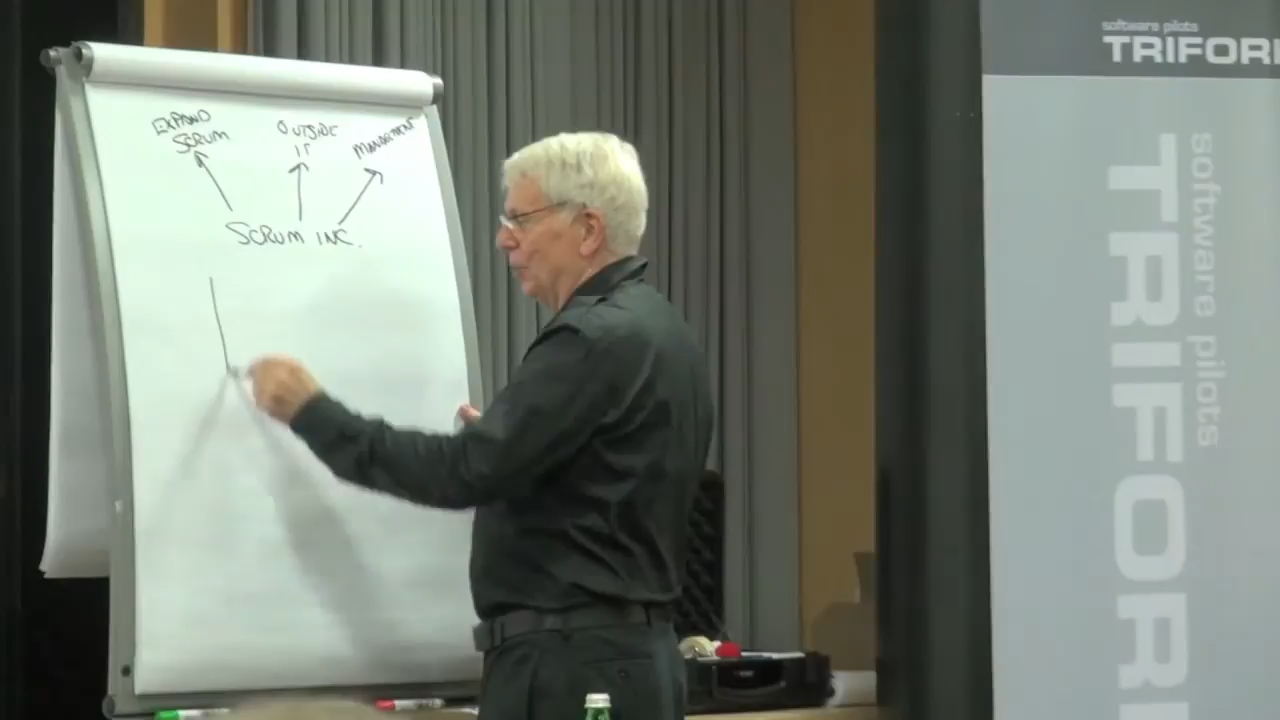 EXPAND
SCRUM
OUTSIDE
IT
MANAGEMENT
SCRUM INC.
software pilots
TRIFOR
software pilots
TRIFOR